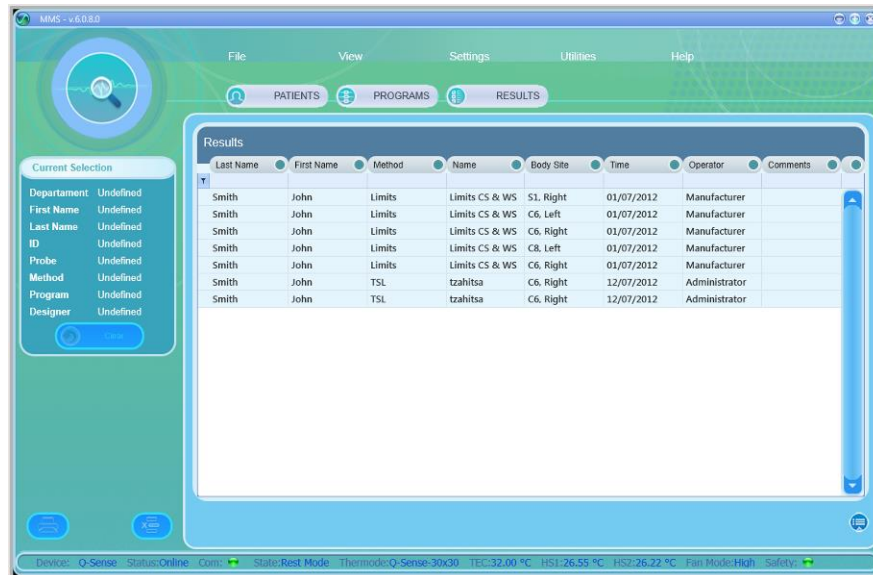 MMS - v.6.0.8.0
File View Settings Utilities Help
PATIENTS PROGRAMS RESULTS
Results
Last Name First Name Method Name Body Site Time Operator Comments
Smith John Limits Limits CS & WS S1, Right 01/07/2012 Manufacturer
Smith John Limits Limits CS & WS C6, Left 01/07/2012 Manufacturer
Smith John Limits Limits CS & WS C6, Right 01/07/2012 Manufacturer
Smith John Limits Limits CS & WS C8, Left 01/07/2012 Manufacturer
Smith John Limits Limits CS & WS C6, Right 01/07/2012 Manufacturer
Smith John TSL tzahitsa C6, Right 12/07/2012 Administrator
Smith John TSL tzahitsa C6, Right 12/07/2012 Administrator
Current Selection
Departament Undefined
First Name Undefined
Last Name Undefined
ID Undefined
Probe Undefined
Method Undefined
Program Undefined
Designer Undefined
Clear
Device: Q-Sense Status:Online Com: State:Rest Mode Thermode:Q-Sense-30x30 TEC:32.00 °C HS1:26.55 °C HS2:26.22 °C Fan Mode:High Safety: